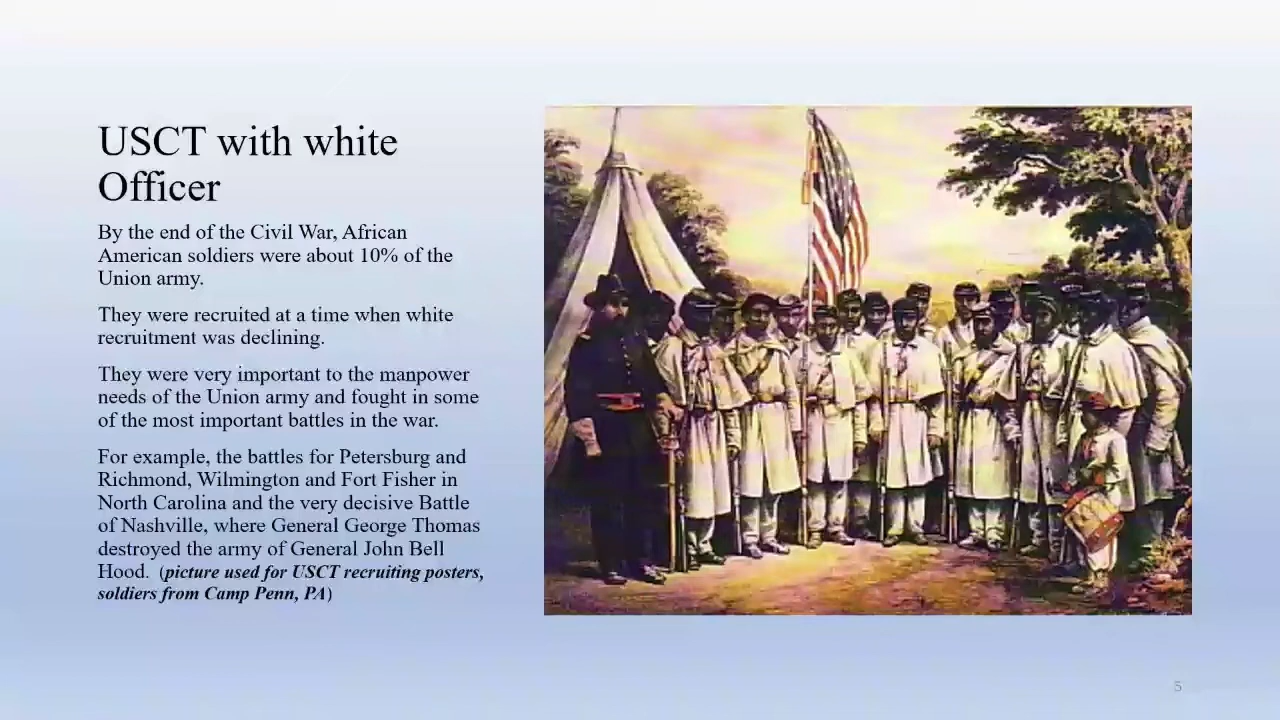 USCT with white
Officer
By the end of the Civil War, African
American soldiers were about 10% of the
Union army.
They were recruited at a time when white
recruitment was declining.
They were very important to the manpower
needs of the Union army and fought in some
of the most important battles in the war.
For example, the battles for Petersburg and
Richmond, Wilmington and Fort Fisher in
North Carolina and the very decisive Battle
of Nashville, where General George Thomas
destroyed the army of General John Bell
Hood. (picture used for USCT recruiting posters,
soldiers from Camp Penn, PA)
5